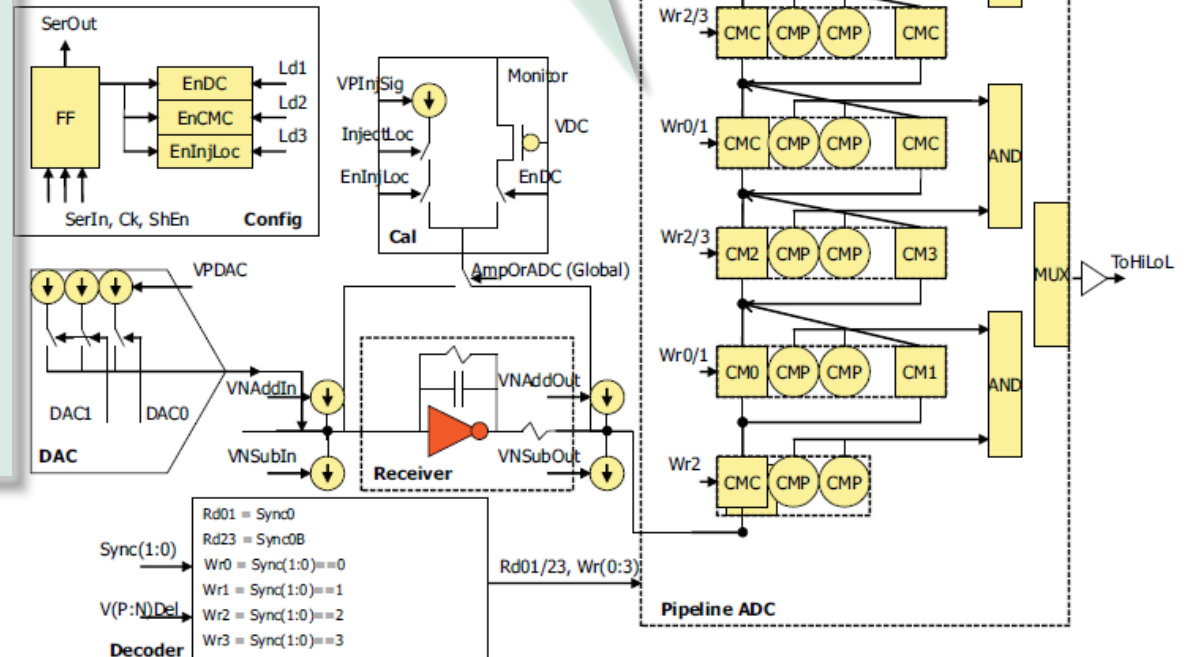 SerOut
FF
EnDC
EnCMC
EnInjLoc
Ld1
Ld2
Ld3
SerIn, Ck, ShEn
Config
VPInjSig
InjectLoc
EnInjLoc
Monitor
VDC
EnDC
Cal
AmpOrADC (Global)
VPDAC
DAC1
DAC0
DAC
VNAddIn
VNSubIn
Receiver
VNAddOut
VNSubOut
Sync(1:0)
V(P:N)Del
Decoder
Rd01 = Sync0
Rd23 = Sync0B
Wr0 = Sync(1:0)==0
Wr1 = Sync(1:0)==1
Wr2 = Sync(1:0)==2
Wr3 = Sync(1:0)==3
Rd01/23, Wr(0:3)
Wr2/3
CMC CMP CMP CMC
Wr0/1
CMC CMP CMP CMC
AND
Wr2/3
CM2 CMP CMP CM3
MUX
ToHiLoL
Wr0/1
CM0 CMP CMP CM1
AND
Wr2
CMC CMP CMP
Pipeline ADC